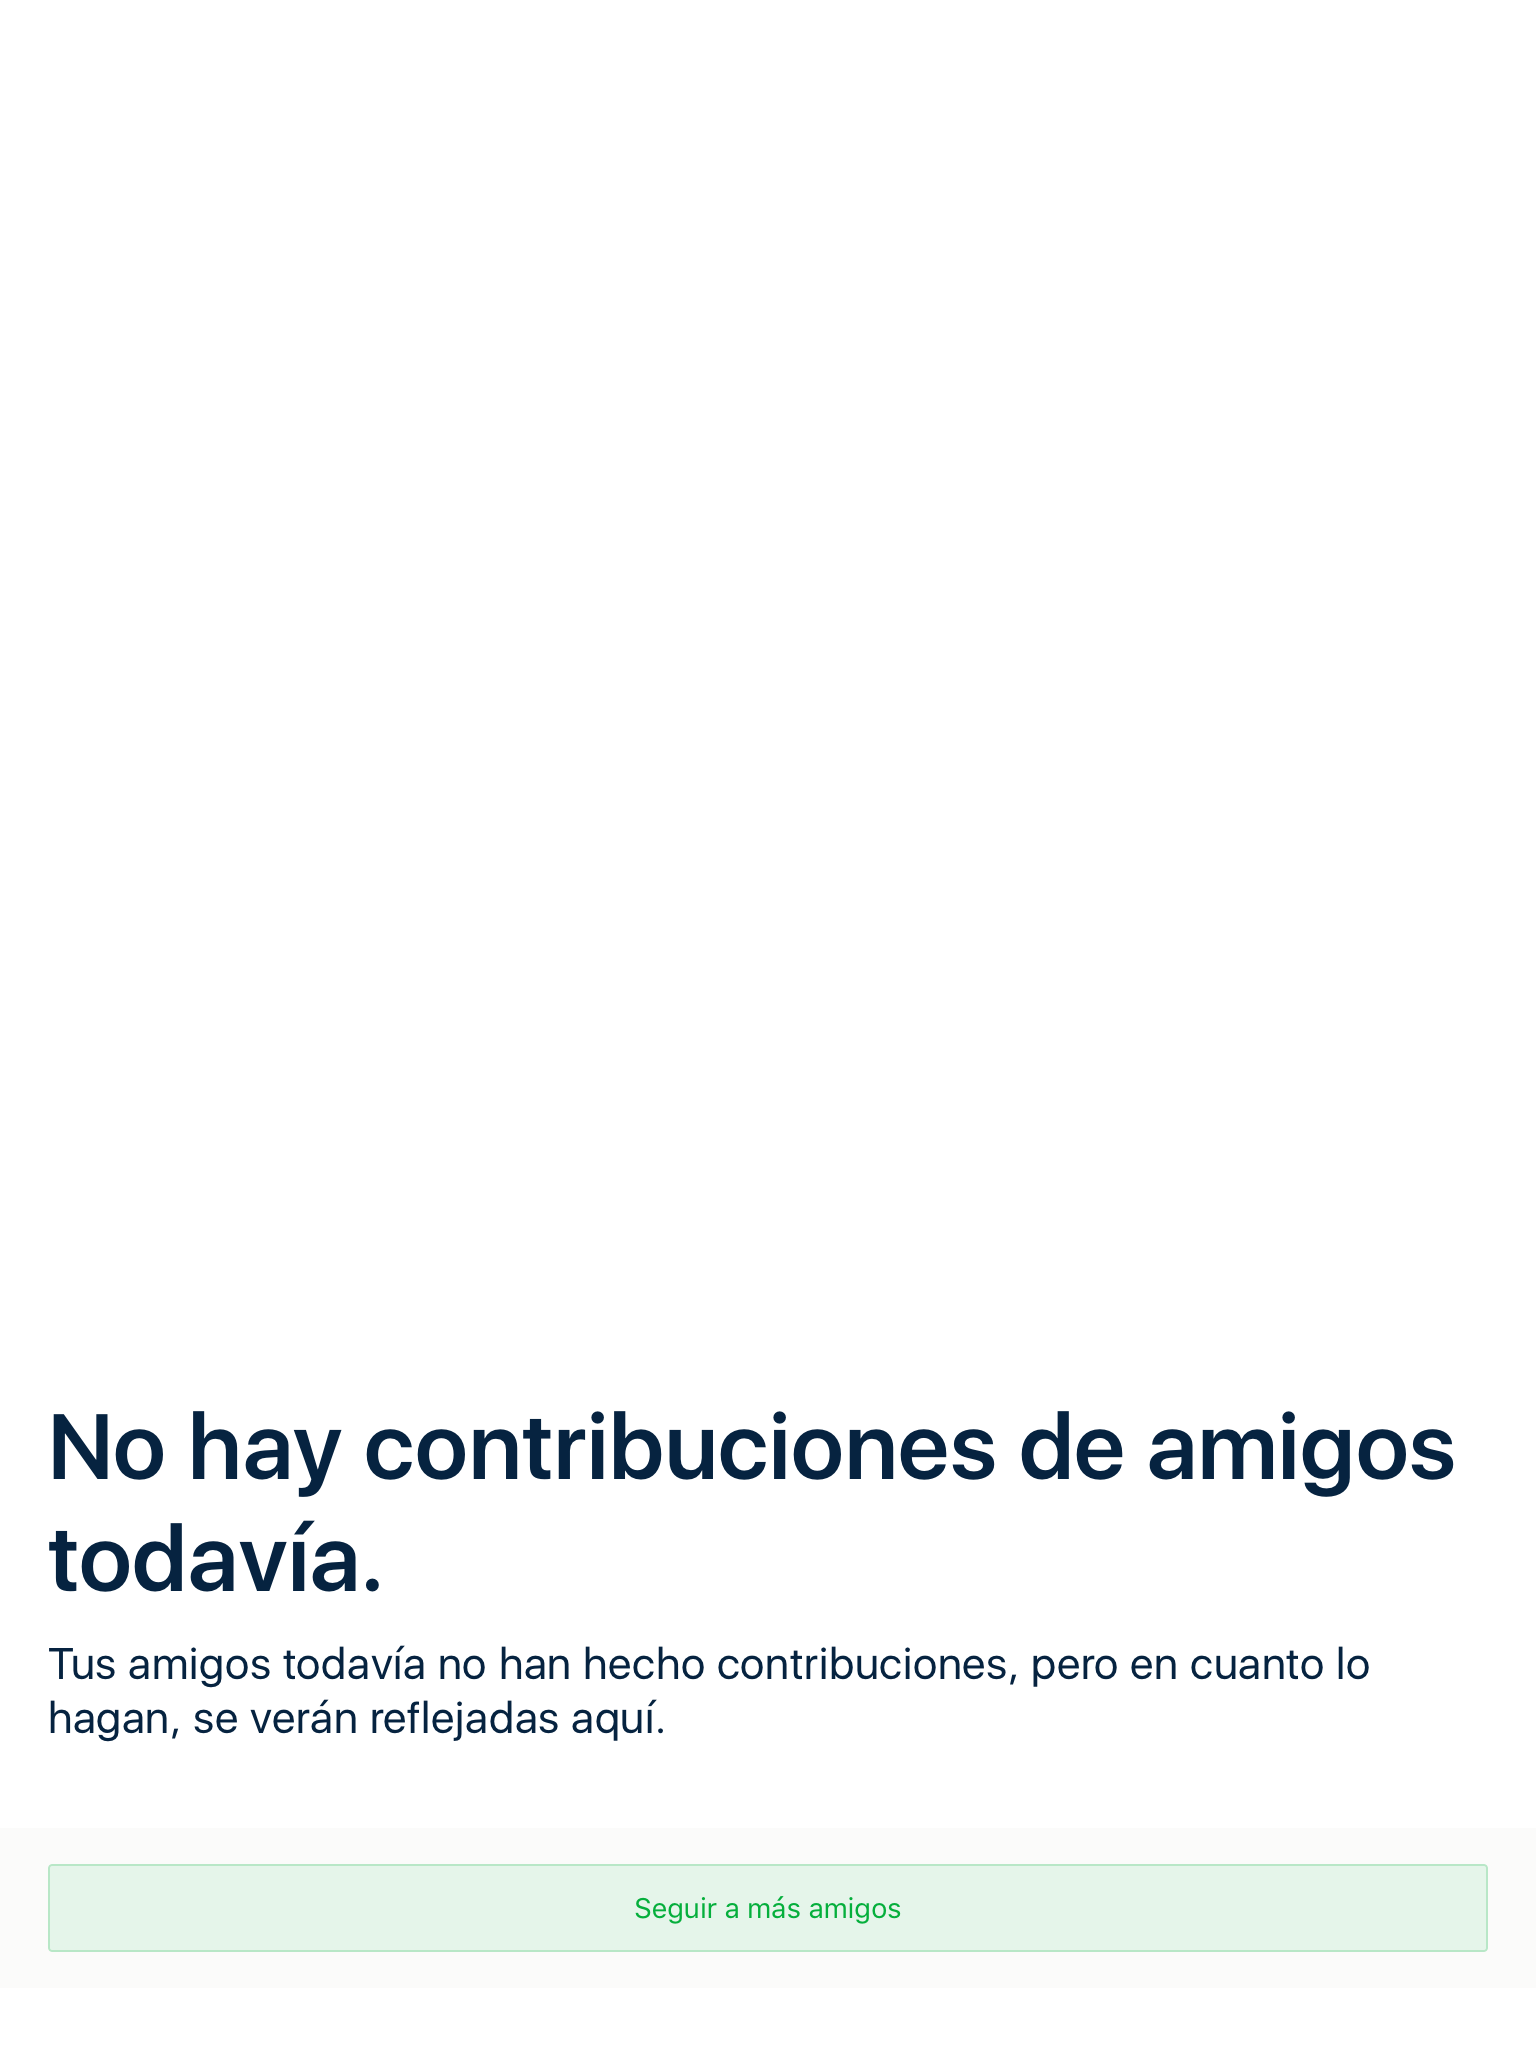 No hay contribuciones de amigos
todavía.
Tus amigos todavía no han hecho contribuciones, pero en cuanto lo
hagan, se verán reflejadas aquí.
Seguir a más amigos